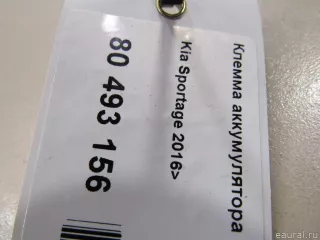 Клемма аккумулятора
Kia Sportage 2016>
80 493 156
© eaural.ru